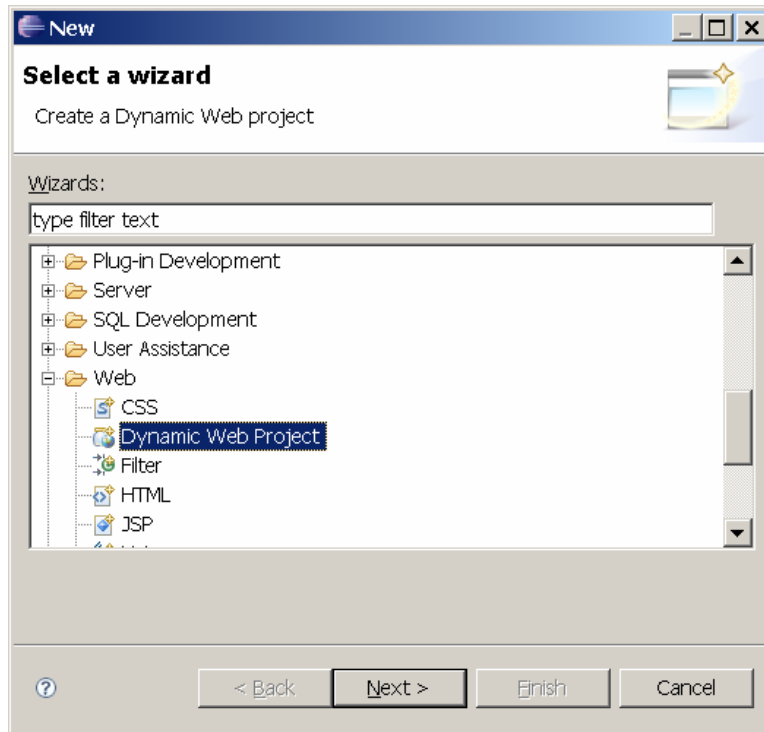 New
Select a wizard
Create a Dynamic Web project
Wizards:
type filter text
Plug-in Development
Server
SQL Development
User Assistance
Web
CSS
Dynamic Web Project
Filter
HTML
JSP
< Back Next > Finish Cancel